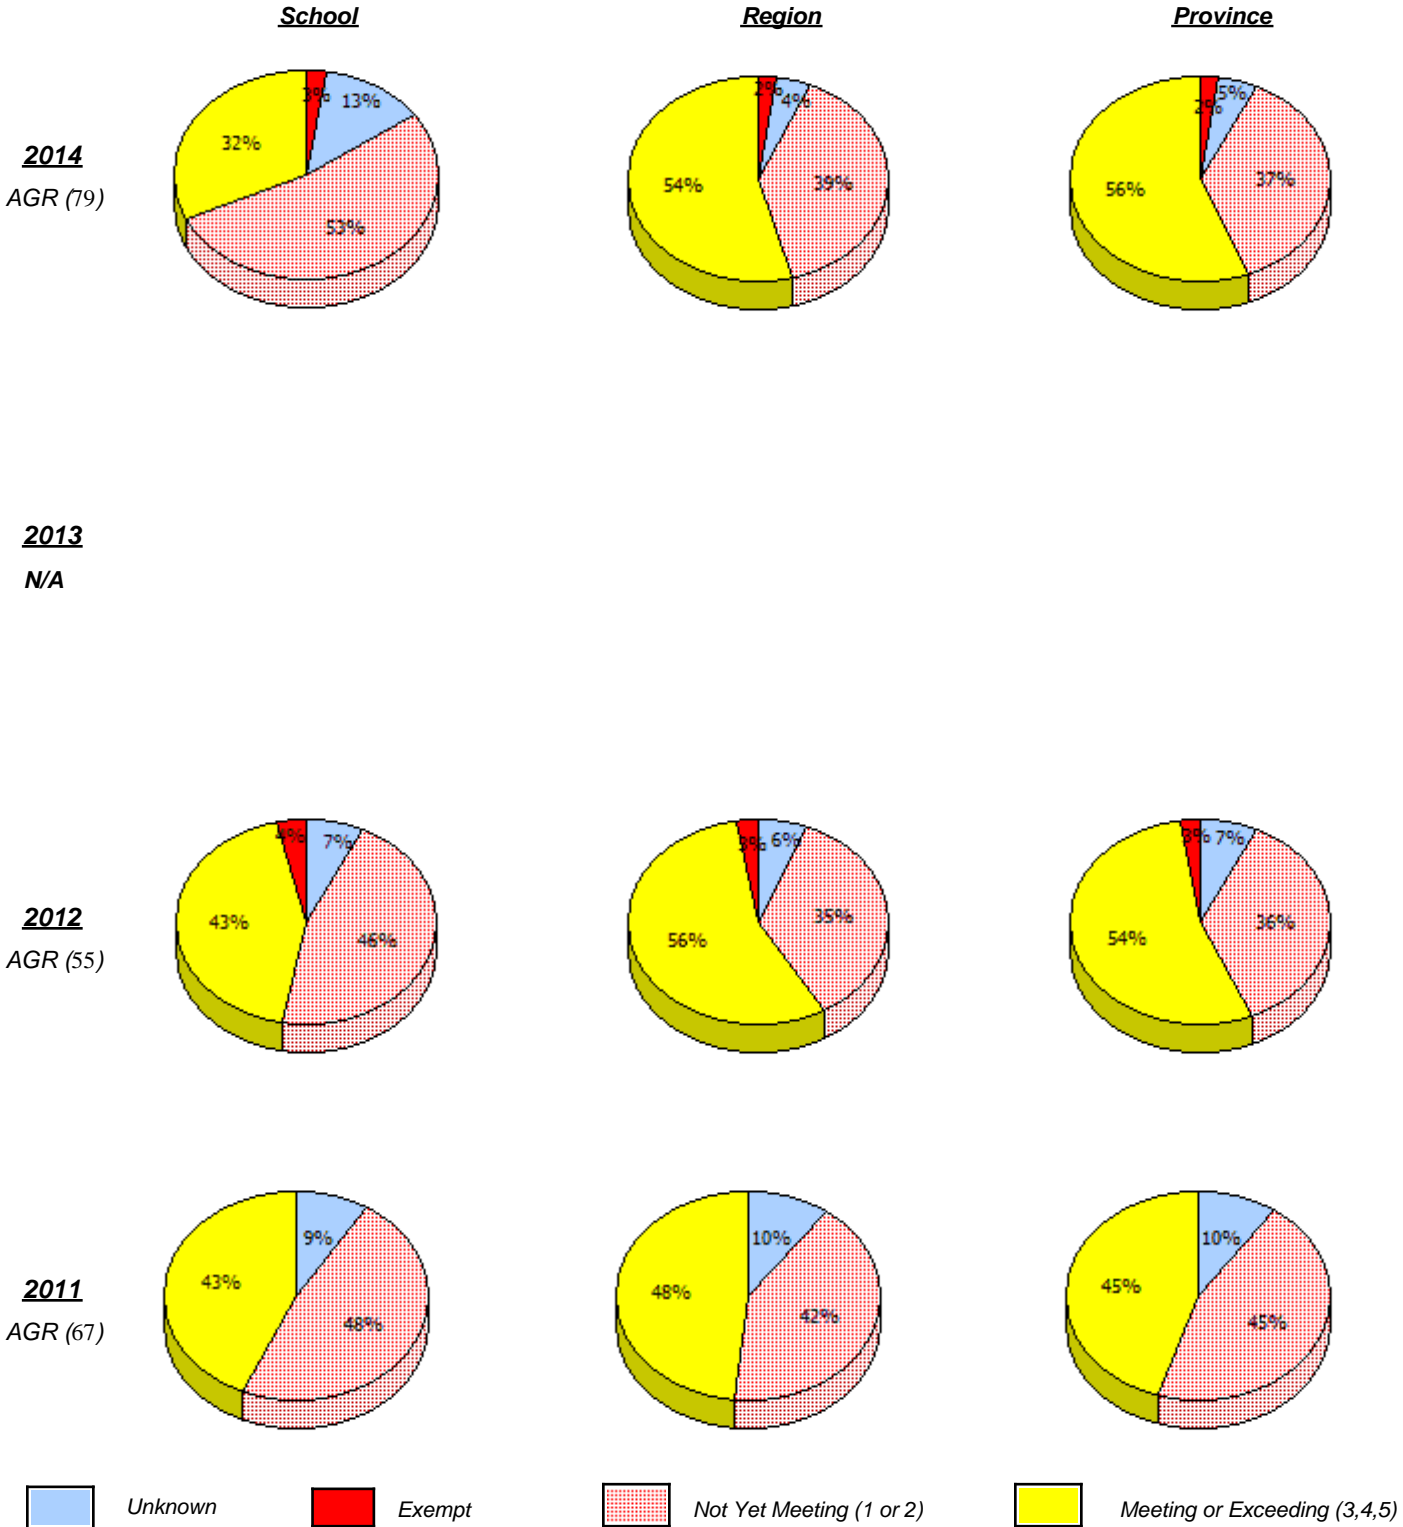 School Region Province
3% 13% 2% 4% 2% 5%
2014
32% 54% 39% 56% 37%
AGR (79)
53%
2013
N/A
4% 7% 3% 6% 3% 7%
2012
43% 46% 56% 35% 54% 36%
AGR (55)
9% 10% 10%
2011
43% 48% 48% 42% 45% 45%
AGR (67)
Unknown Exempt Not Yet Meeting (1 or 2) Meeting or Exceeding (3,4,5)